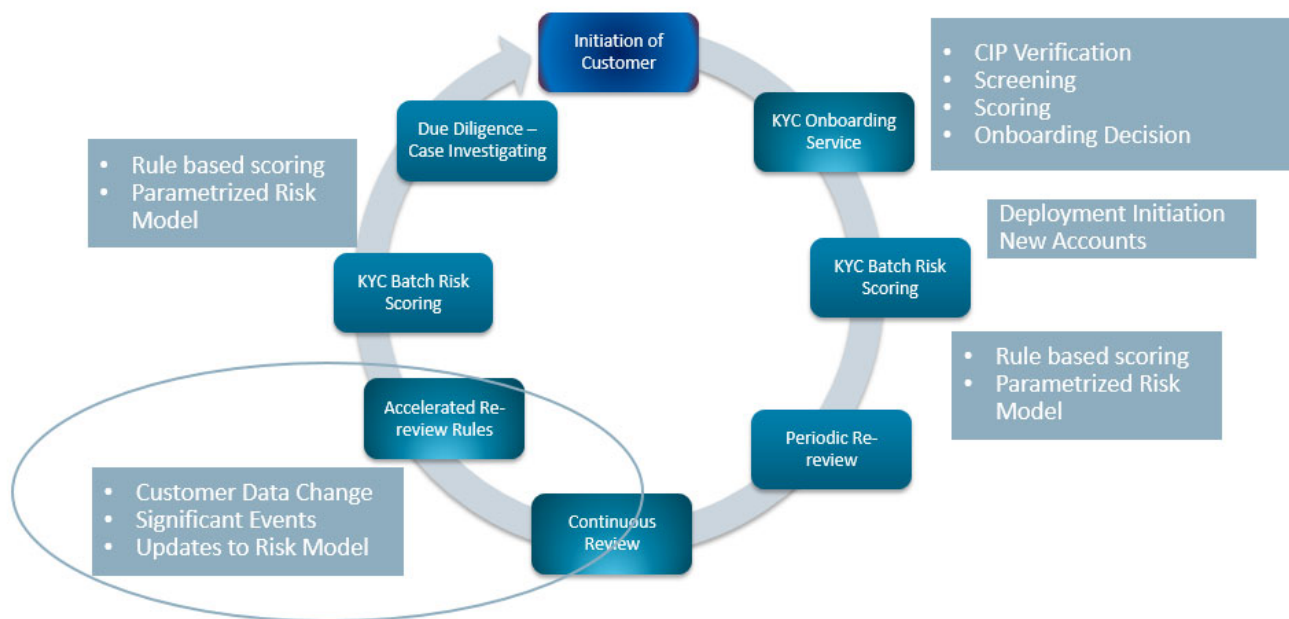 Initiation of
Customer
• CIP Verification
• Screening
• Scoring
• Onboarding Decision
KYC Onboarding
Service
Deployment Initiation
New Accounts
KYC Batch Risk
Scoring
• Rule based scoring
• Parametrized Risk
Model
Periodic Re-
review
Continuous
Review
Accelerated Re-
review Rules
• Customer Data Change
• Significant Events
• Updates to Risk Model
KYC Batch Risk
Scoring
• Rule based scoring
• Parametrized Risk
Model
Due Diligence –
Case Investigating